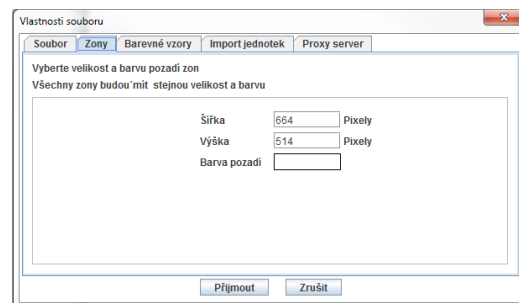 Vlastnosti souboru
Soubor Zony Barevné vzory Import jednotek Proxy server
Vyberte velikost a barvu pozadí zon
Všechny zony budou´mít stejnou velikost a barvu
Šířka 664 Pixely
Výška 514 Pixely
Barva pozadí
Přijmout Zrušit